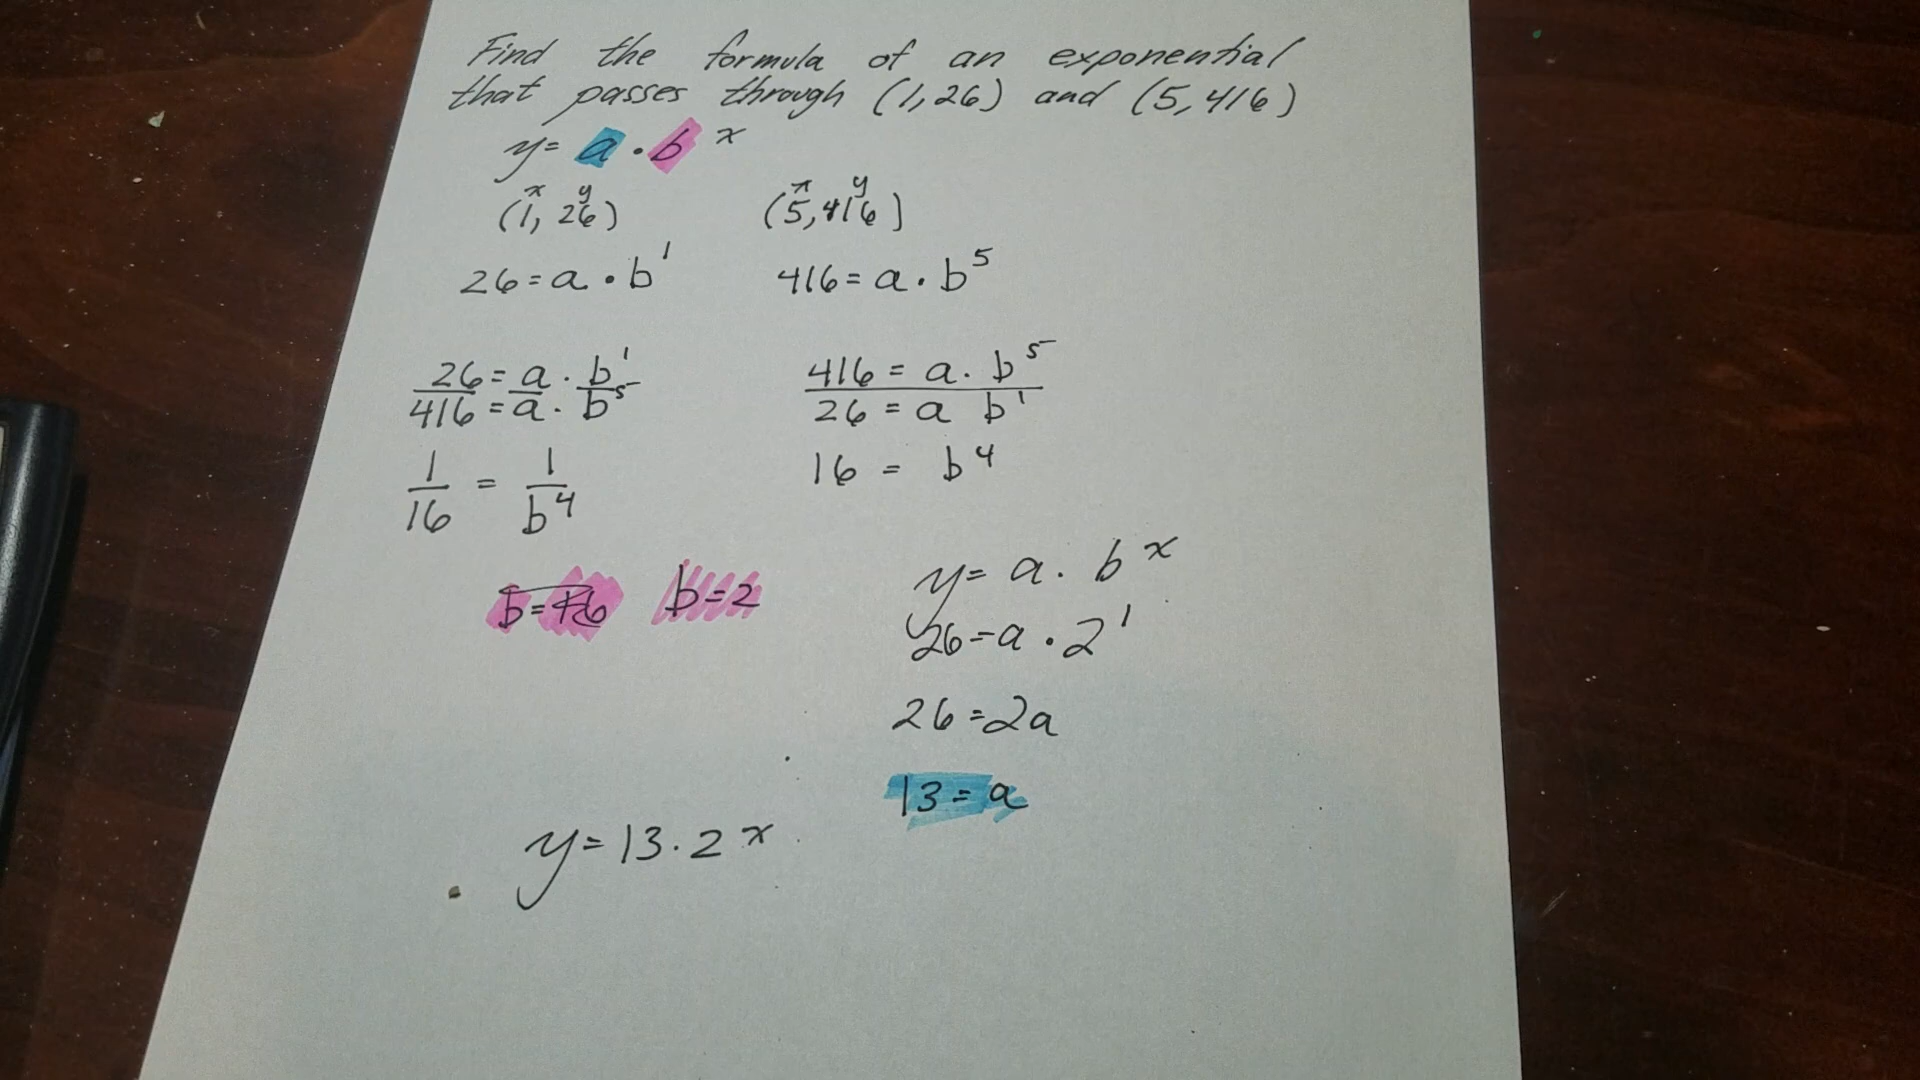 Find the formula of an exponential
that passes through (1,26) and (5,416)
y= a · b x
x y
(1, 26)
x y
(5,416)
26=a·b 1
416=a·b 5
26=a·b 1
416=a·b 5
416=a·b 5
26=a b 1
1 = 1
16 b 4
16 = b 4
b=16 b=2
y=a·b x
26=a·2 1
26=2a
13=a
y=13·2 x